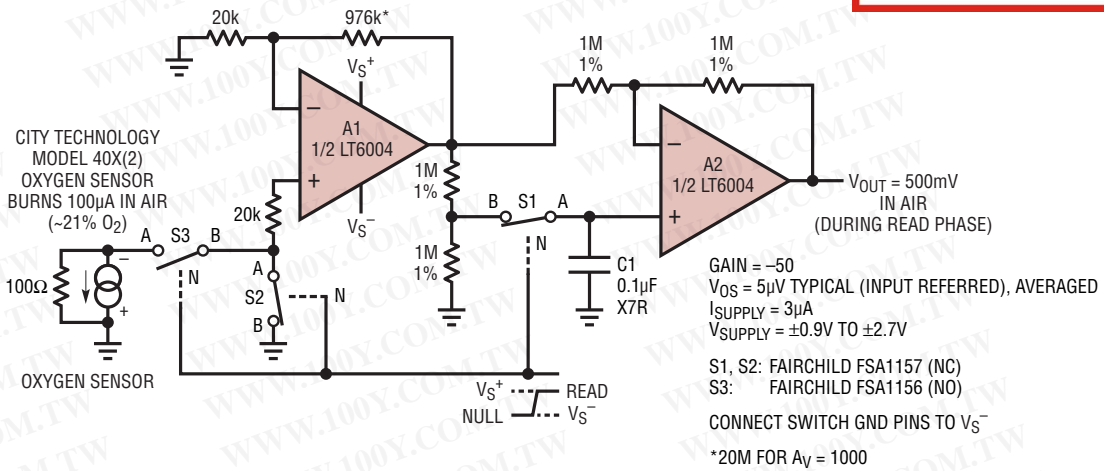 20k
976k*
1M
1%
1M
1%
VS+
A1
1/2 LT6004
VS−
−
+
CITY TECHNOLOGY
MODEL 40X(2)
OXYGEN SENSOR
BURNS 100µA IN AIR
(~21% O2)
20k
1M
1%
B S1 A
N
−
+
A2
1/2 LT6004
VOUT = 500mV
IN AIR
(DURING READ PHASE)
A S3 B
N
100Ω
−
+
A
S2
B
N
1M
1%
C1
0.1µF
X7R
OXYGEN SENSOR
VS+
READ
NULL
VS−
GAIN = –50
VOS = 5µV TYPICAL (INPUT REFERRED), AVERAGED
ISUPPLY = 3µA
VSUPPLY = ±0.9V TO ±2.7V
S1, S2: FAIRCHILD FSA1157 (NC)
S3: FAIRCHILD FSA1156 (NO)
CONNECT SWITCH GND PINS TO VS−
*20M FOR AV = 1000
WWW.100Y.COM.TW